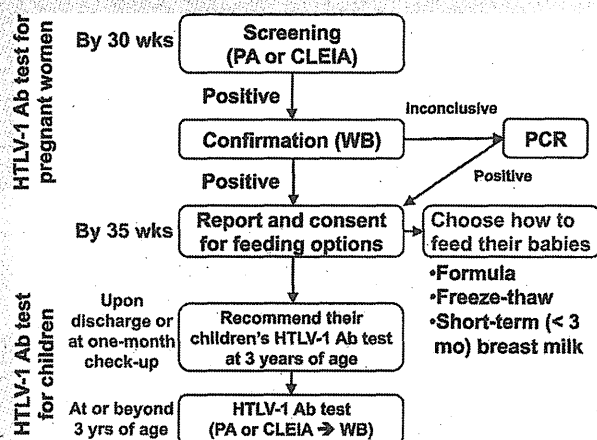 HTLV-1 Ab test for
pregnant women
By 30 wks
Screening
(PA or CLEIA)
Positive
Inconclusive
Confirmation (WB)
PCR
Positive
Positive
By 35 wks
Report and consent
for feeding options
Choose how to
feed their babies
•Formula
•Freeze-thaw
•Short-term (< 3
mo) breast milk
HTLV-1 Ab test
for children
Upon
discharge or
at one-month
check-up
Recommend their
children's HTLV-1 Ab test
at 3 years of age
At or beyond
3 yrs of age
HTLV-1 Ab test
(PA or CLEIA ➔ WB)